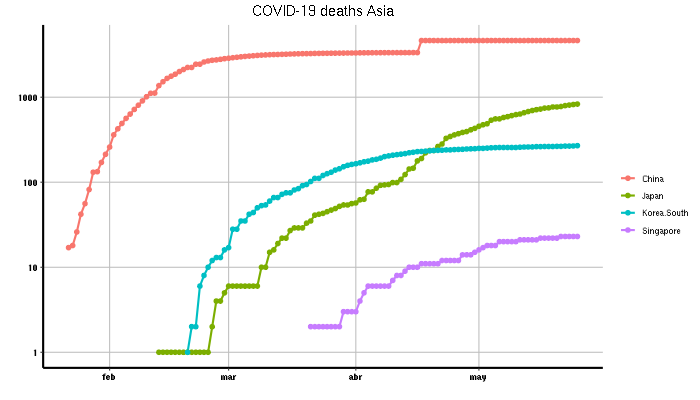 COVID-19 deaths Asia
1000
100
10
1
feb mar abr may
China
Japan
Korea.South
Singapore